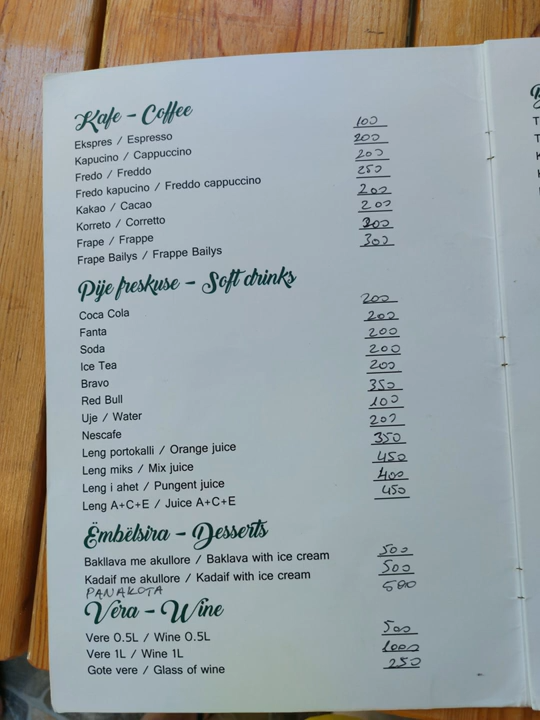 Kafe - Coffee
Ekspres / Espresso 100
Kapucino / Cappuccino 200
Fredo / Freddo 200
Fredo kapucino / Freddo cappuccino 250
Kakao / Cacao 200
Korreto / Corretto 200
Frape / Frappe 200
Frape Bailys / Frappe Bailys 300
Pije freskuse - Soft drinks
Coca Cola 200
Fanta 200
Soda 200
Ice Tea 200
Bravo 200
Red Bull 350
Uje / Water 100
Nescafe 200
Leng portokalli / Orange juice 350
Leng miks / Mix juice 450
Leng i ahet / Pungent juice 400
Leng A+C+E / Juice A+C+E 450
Ëmbëlsira - Desserts
Bakllava me akullore / Baklava with ice cream 500
Kadaif me akullore / Kadaif with ice cream 500
PANAKOTA 500
Vera - Wine
Vere 0.5L / Wine 0.5L 500
Vere 1L / Wine 1L 1000
Gote vere / Glass of wine 250